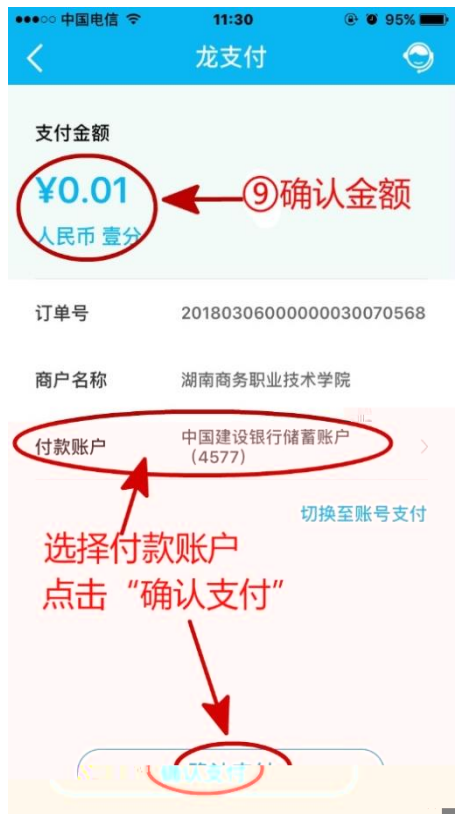 中国电信 11:30 95%
龙支付
支付金额
¥0.01
⑨确认金额
人民币 壹分
订单号 20180306000000030070568
商户名称 湖南商务职业技术学院
付款账户 中国建设银行储蓄账户
(4577)
切换至账号支付
选择付款账户
点击“确认支付”
确认支付